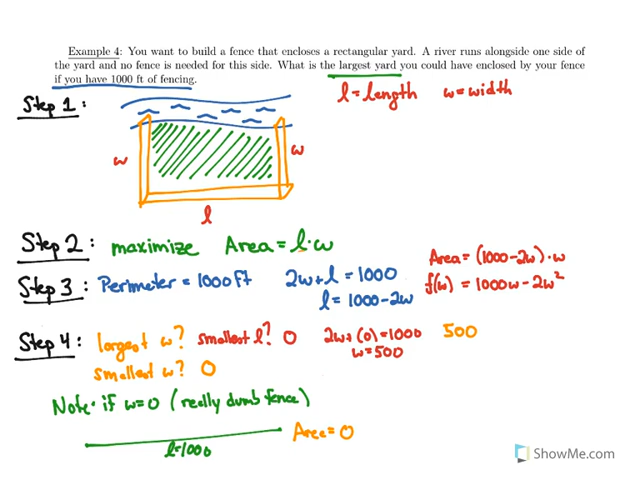 Example 4: You want to build a fence that encloses a rectangular yard. A river runs alongside one side of
the yard and no fence is needed for this side. What is the largest yard you could have enclosed by your fence
if you have 1000 ft of fencing.
Step 1:
l = length w = width
w
w
l
Step 2: maximize Area = l·w
Step 3: Perimeter = 1000 ft 2w + l = 1000
l = 1000 - 2w
Area = (1000 - 2w)·w
f(w) = 1000w - 2w²
Step 4: largest w? smallest l? 0 2w + (0) = 1000 500
w = 500
smallest w? 0
Note: if w = 0 (really dumb fence)
l = 1000
Area = 0
ShowMe.com